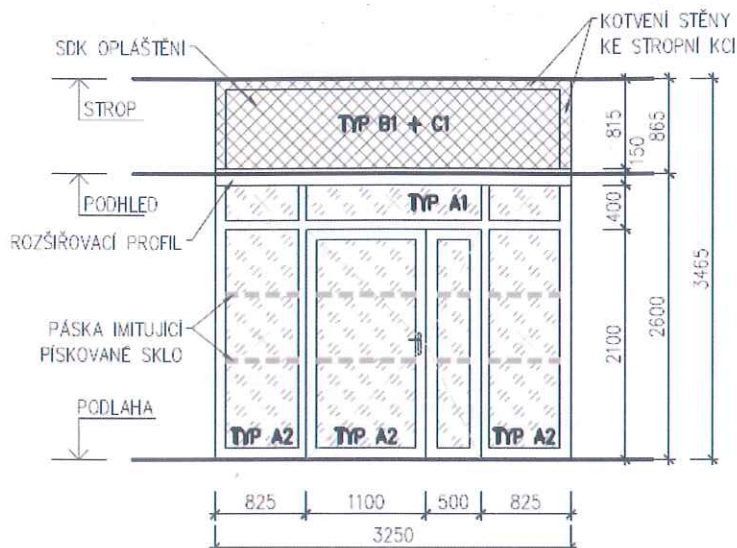 KOTVENÍ STĚNY
KE STROPNÍ KCI
SDK OPLÁŠTĚNÍ
STROP
TYP B1 + C1
815
865
150
PODHLED
TYP A1
400
ROZŠIŘOVACÍ PROFIL
3465
PÁSKA IMITUJÍCÍ
PÍSKOVANÉ SKLO
2100
2600
PODLAHA
TYP A2
TYP A2
TYP A2
825
1100
500
825
3250